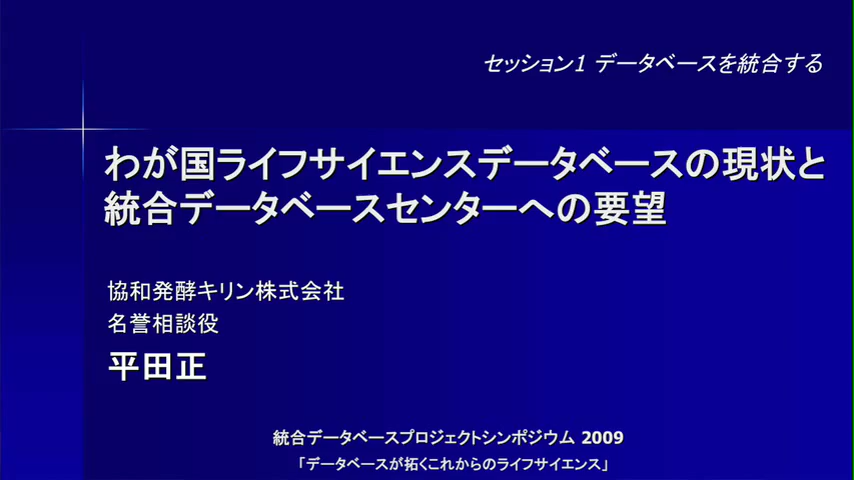 セッション1 データベースを統合する
わが国ライフサイエンスデータベースの現状と
統合データベースセンターへの要望
協和発酵キリン株式会社
名誉相談役
平田正
統合データベースプロジェクトシンポジウム 2009
「データベースが拓くこれからのライフサイエンス」